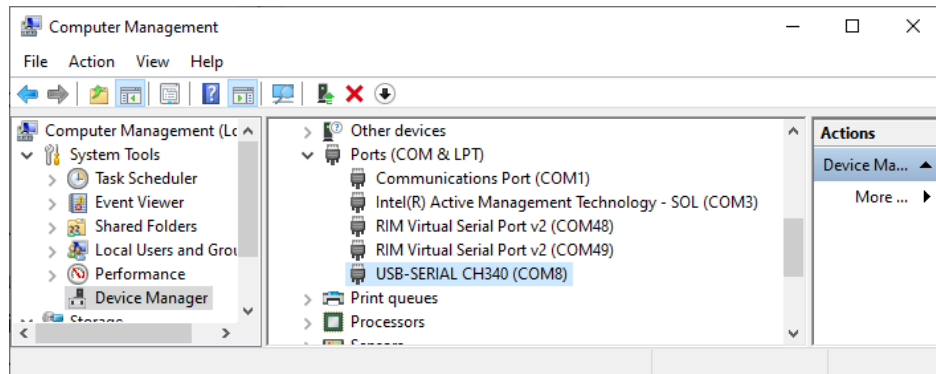 Computer Management
File Action View Help
Computer Management (Lc
System Tools
Task Scheduler
Event Viewer
Shared Folders
Local Users and Grou
Performance
Device Manager
Storage
Other devices
Ports (COM & LPT)
Communications Port (COM1)
Intel(R) Active Management Technology - SOL (COM3)
RIM Virtual Serial Port v2 (COM48)
RIM Virtual Serial Port v2 (COM49)
USB-SERIAL CH340 (COM8)
Print queues
Processors
Sensors
Actions
Device Ma...
More ...